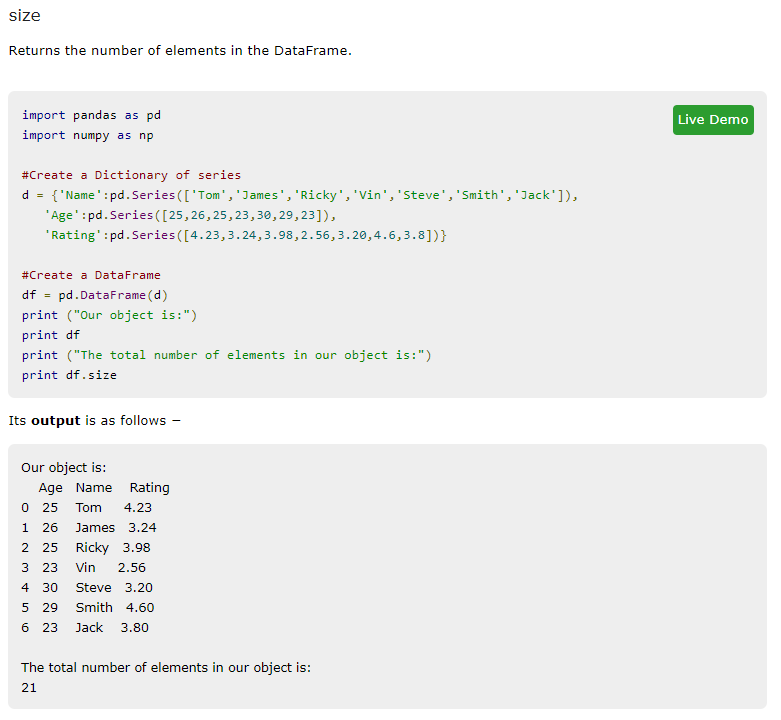 size
Returns the number of elements in the DataFrame.
Live Demo
import pandas as pd
import numpy as np
#Create a Dictionary of series
d = {'Name':pd.Series(['Tom','James','Ricky','Vin','Steve','Smith','Jack']),
   'Age':pd.Series([25,26,25,23,30,29,23]),
   'Rating':pd.Series([4.23,3.24,3.98,2.56,3.20,4.6,3.8])}
#Create a DataFrame
df = pd.DataFrame(d)
print ("Our object is:")
print df
print ("The total number of elements in our object is:")
print df.size
Its output is as follows −
Our object is:
    Age   Name    Rating
0   25    Tom     4.23
1   26    James   3.24
2   25    Ricky   3.98
3   23    Vin     2.56
4   30    Steve   3.20
5   29    Smith   4.60
6   23    Jack    3.80
The total number of elements in our object is:
21